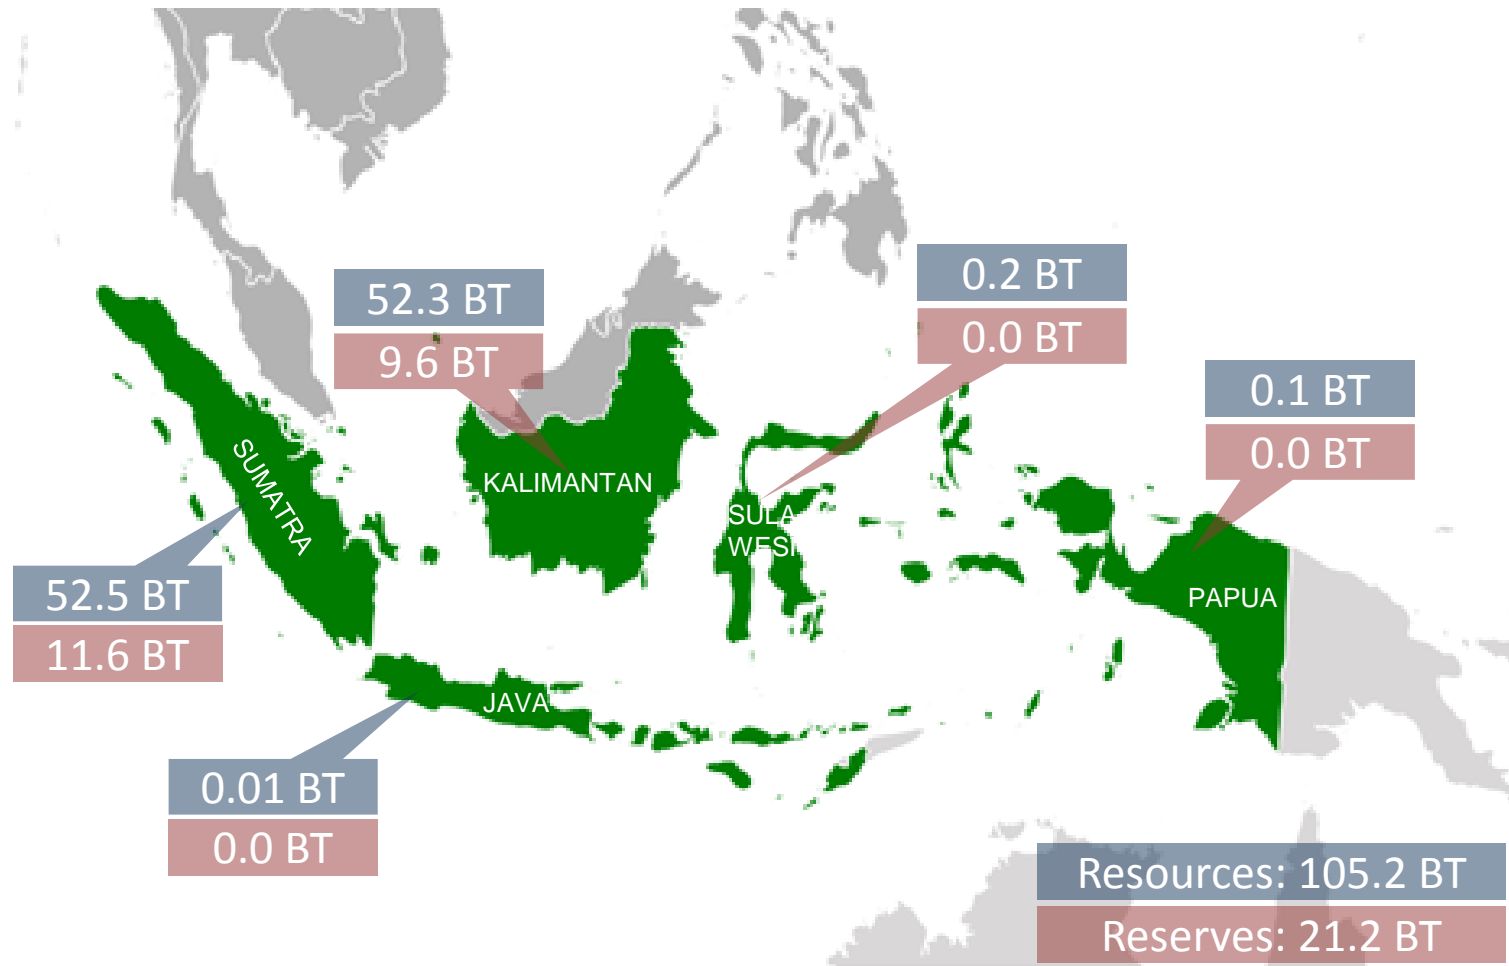 52.3 BT
9.6 BT
0.2 BT
0.0 BT
0.1 BT
0.0 BT
SUMATRA
KALIMANTAN
SULA
WESI
PAPUA
52.5 BT
11.6 BT
JAVA
0.01 BT
0.0 BT
Resources: 105.2 BT
Reserves: 21.2 BT